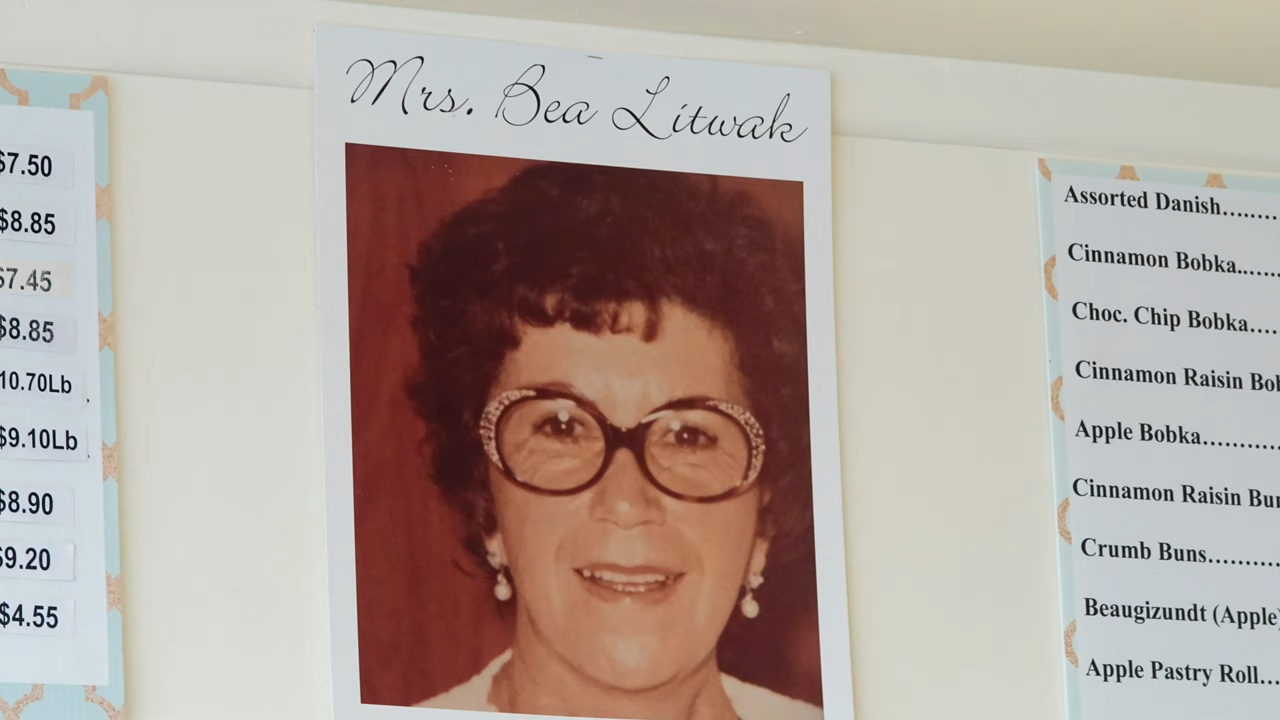 Mrs. Bea Litwak
$7.50
$8.85
$7.45
$8.85
10.70Lb
$9.10Lb
$8.90
$9.20
$4.55
Assorted Danish........
Cinnamon Bobka.......
Choc. Chip Bobka....
Cinnamon Raisin
Apple Bobka............
Cinnamon Raisin
Crumb Buns...........
Beaugizundt (Apple)
Apple Pastry Roll...